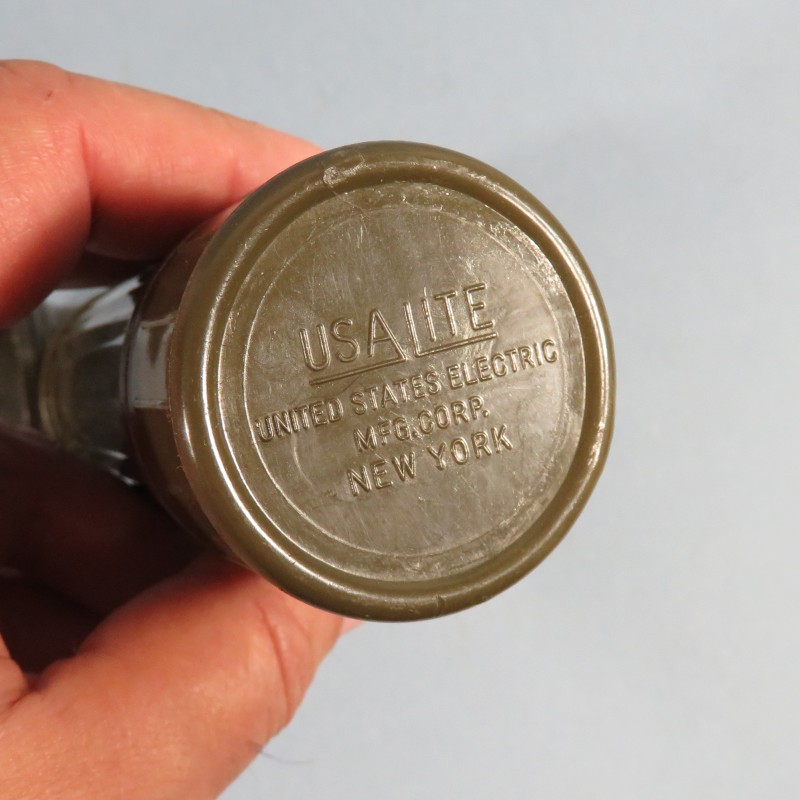 USALITE
UNITED STATES ELECTRIC
MFG.CORP.
NEW YORK